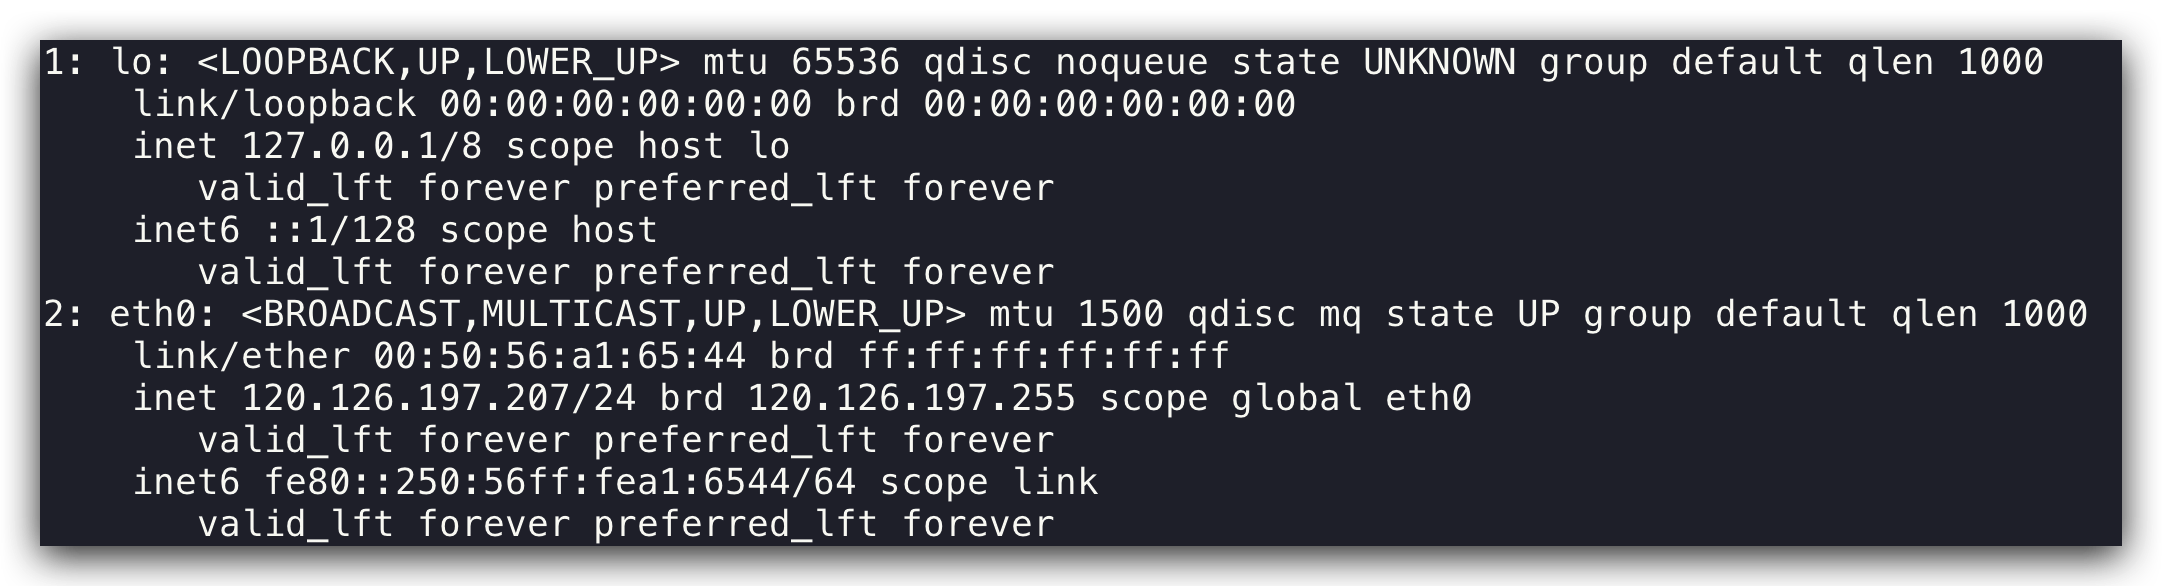 1: lo: <LOOPBACK,UP,LOWER_UP> mtu 65536 qdisc noqueue state UNKNOWN group default qlen 1000
    link/loopback 00:00:00:00:00:00 brd 00:00:00:00:00:00
    inet 127.0.0.1/8 scope host lo
       valid_lft forever preferred_lft forever
    inet6 ::1/128 scope host
       valid_lft forever preferred_lft forever
2: eth0: <BROADCAST,MULTICAST,UP,LOWER_UP> mtu 1500 qdisc mq state UP group default qlen 1000
    link/ether 00:50:56:a1:65:44 brd ff:ff:ff:ff:ff:ff
    inet 120.126.197.207/24 brd 120.126.197.255 scope global eth0
       valid_lft forever preferred_lft forever
    inet6 fe80::250:56ff:fea1:6544/64 scope link
       valid_lft forever preferred_lft forever